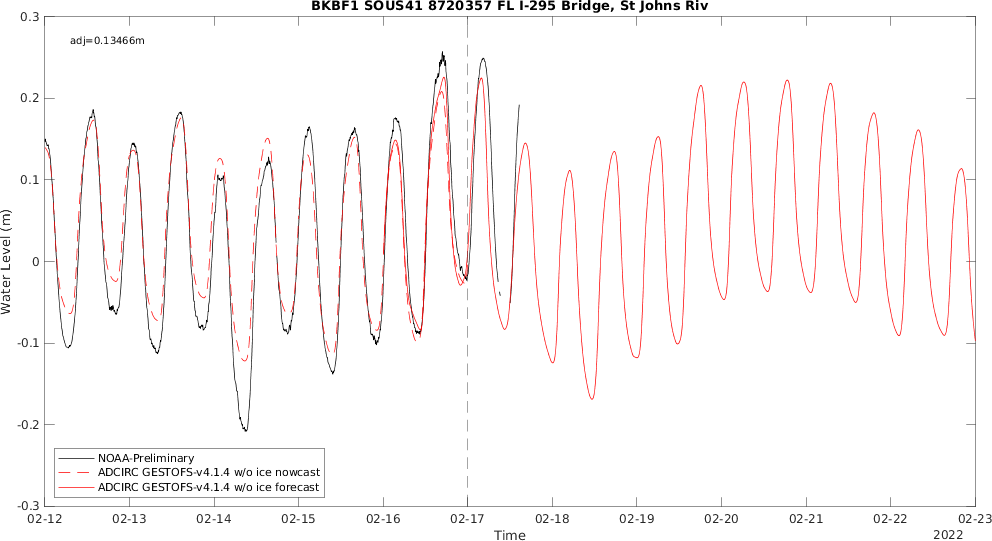 BKBF1 SOUS41 8720357 FL I-295 Bridge, St Johns Riv
adj=0.13466m
0.3
0.2
0.1
0
-0.1
-0.2
-0.3
Water Level (m)
NOAA-Preliminary
ADCIRC GESTOFS-v4.1.4 w/o ice nowcast
ADCIRC GESTOFS-v4.1.4 w/o ice forecast
02-12 02-13 02-14 02-15 02-16 02-17 02-18 02-19 02-20 02-21 02-22 02-23
Time
2022